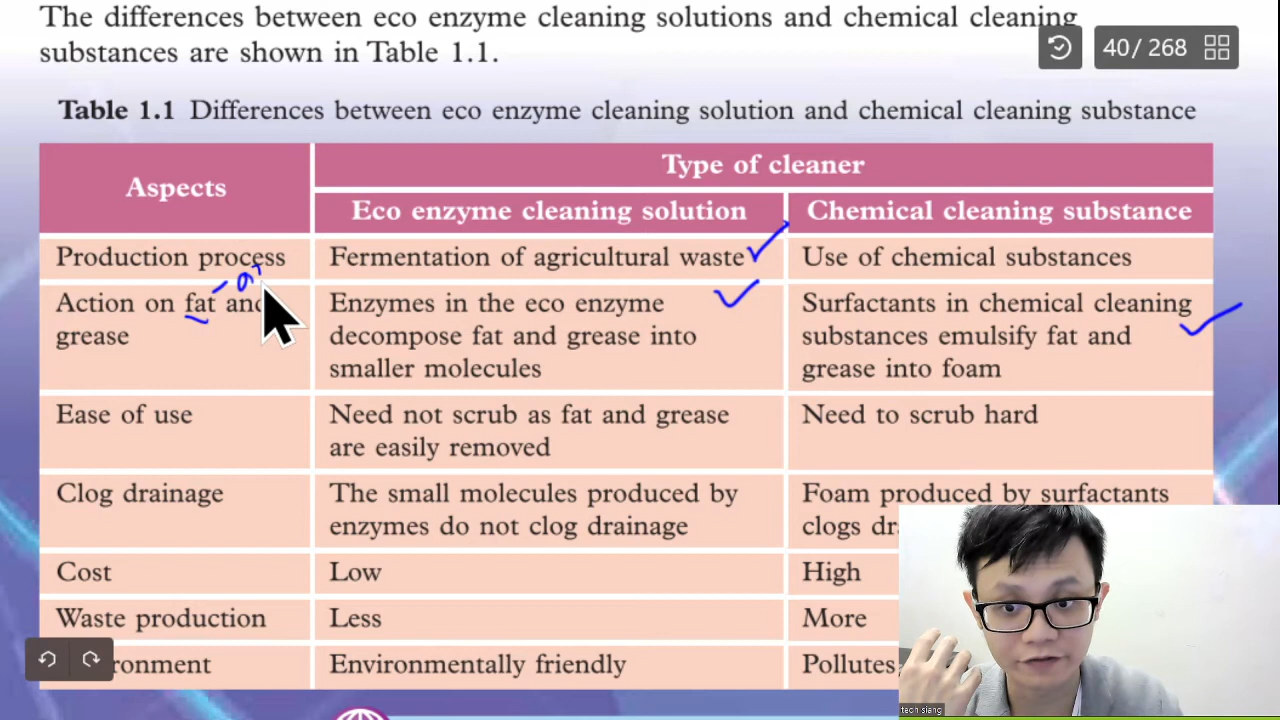 The differences between eco enzyme cleaning solutions and chemical cleaning
substances are shown in Table 1.1.
40 / 268
Table 1.1 Differences between eco enzyme cleaning solution and chemical cleaning substance
Aspects
Type of cleaner
Eco enzyme cleaning solution
Chemical cleaning substance
Production process
Fermentation of agricultural waste
Use of chemical substances
Action on fat and
grease
Enzymes in the eco enzyme
decompose fat and grease into
smaller molecules
Surfactants in chemical cleaning
substances emulsify fat and
grease into foam
Ease of use
Need not scrub as fat and grease
are easily removed
Need to scrub hard
Clog drainage
The small molecules produced by
enzymes do not clog drainage
Foam produced by surfactants
clogs
Cost
Low
High
Waste production
Less
More
ronment
Environmentally friendly
Pollutes
tech siang